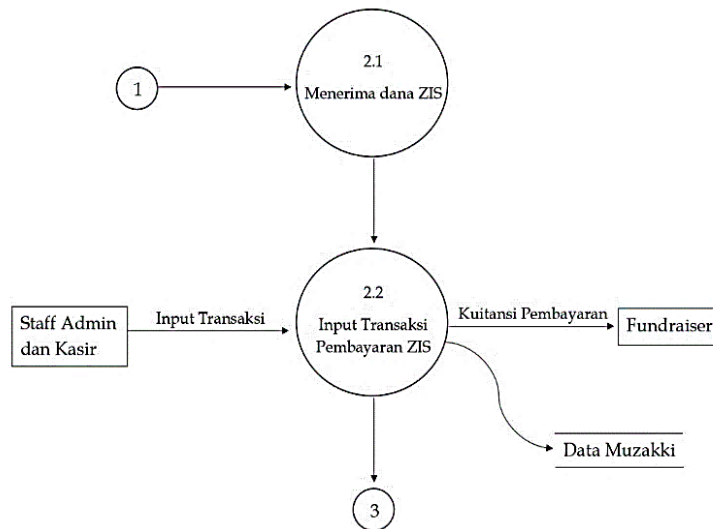 2.1
Menerima dana ZIS
1
2.2
Input Transaksi
Pembayaran ZIS
Staff Admin
dan Kasir
Input Transaksi
Kuitansi Pembayaran
Fundraiser
Data Muzakki
3